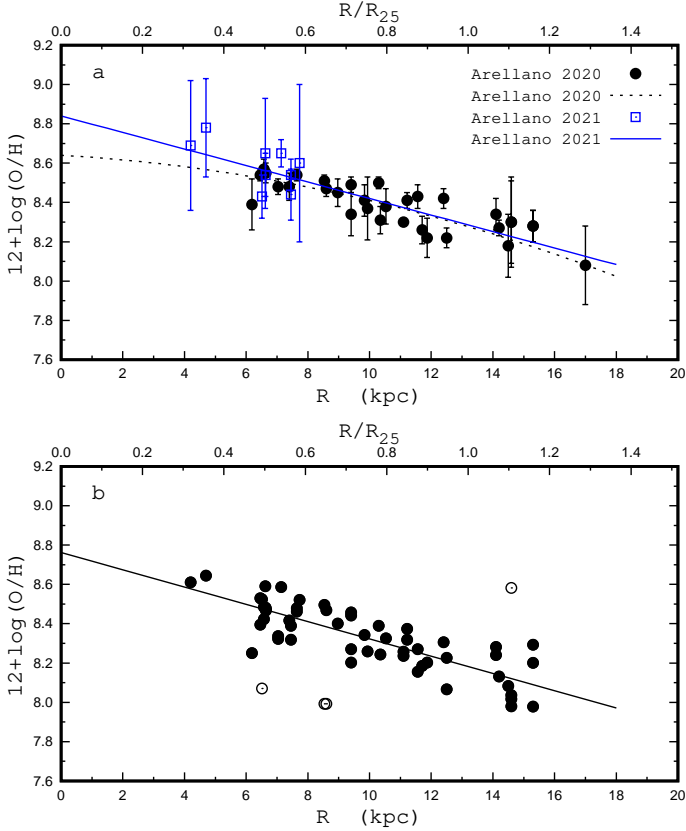 R/R25
0.0 0.2 0.4 0.6 0.8 1.0 1.2 1.4
9.2
9.0
8.8
8.6
8.4
8.2
8.0
7.8
7.6
12+log(O/H)
a
Arellano 2020
Arellano 2020
Arellano 2021
Arellano 2021
0 2 4 6 8 10 12 14 16 18 20
R (kpc)
R/R25
0.0 0.2 0.4 0.6 0.8 1.0 1.2 1.4
9.2
9.0
8.8
8.6
8.4
8.2
8.0
7.8
7.6
12+log(O/H)
b
0 2 4 6 8 10 12 14 16 18 20
R (kpc)